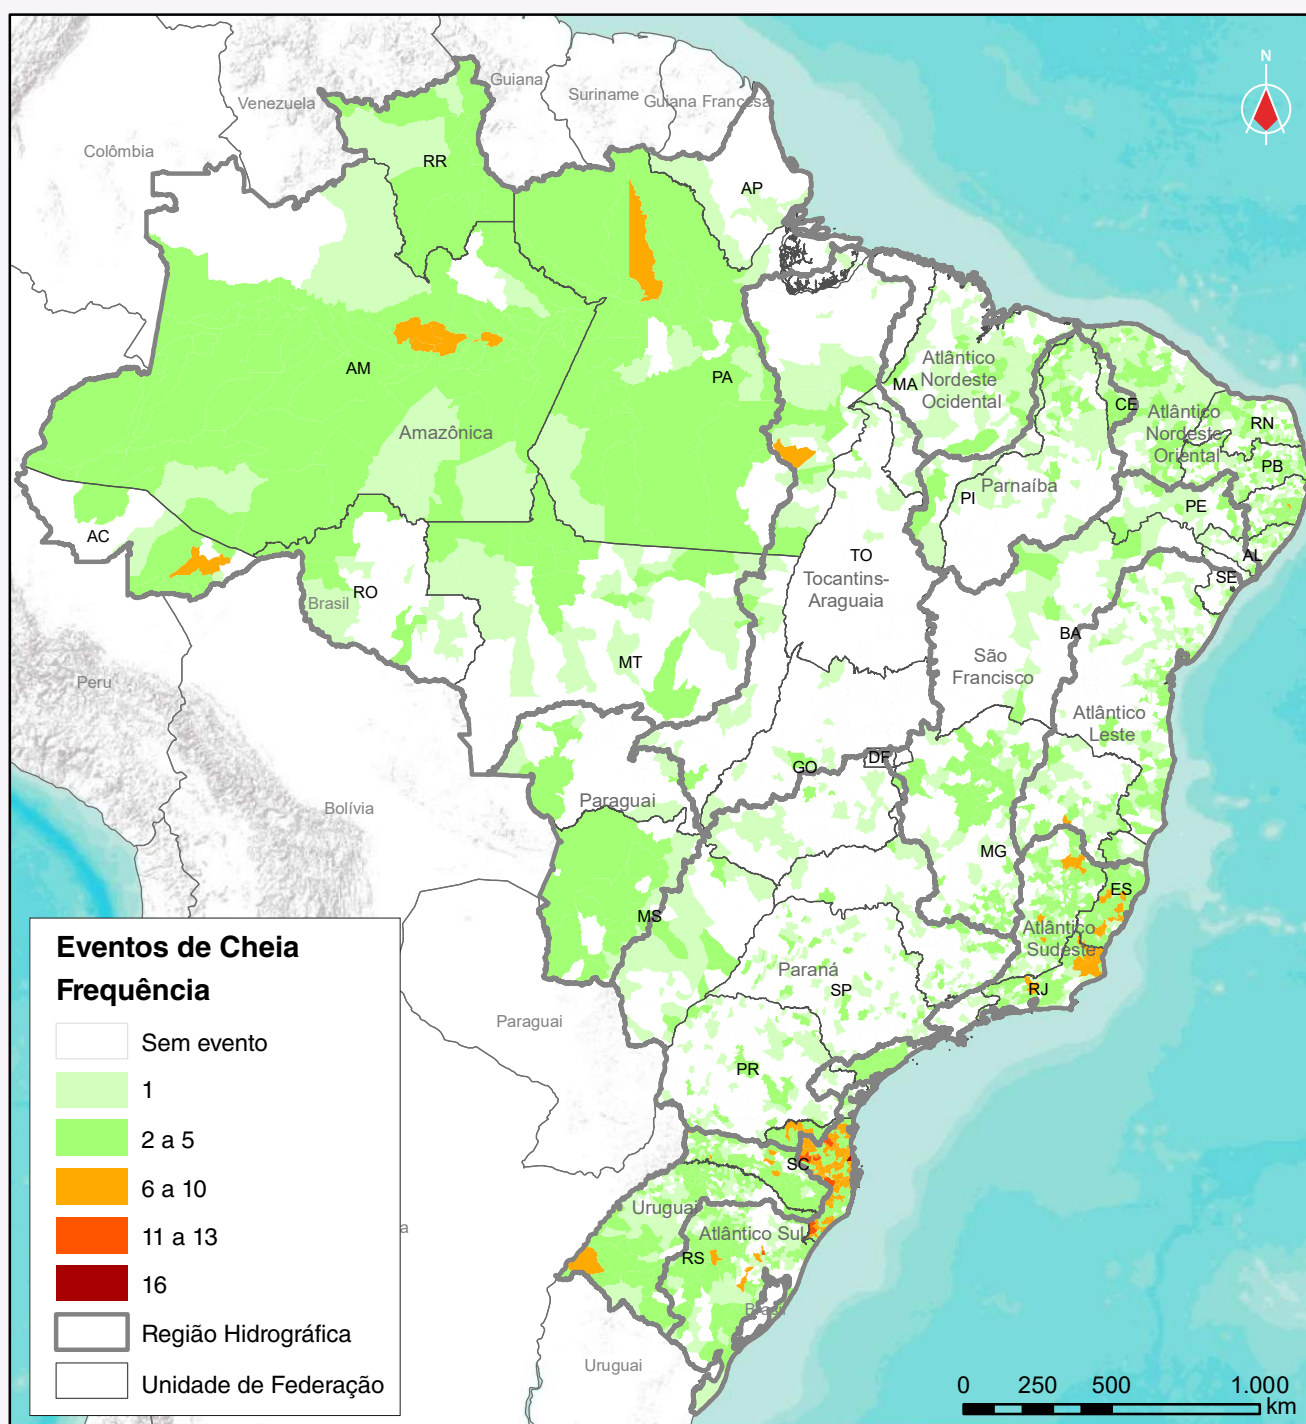 N
Guiana
Suriname
Guiana Francesa
Venezuela
Colômbia
RR
AP
AM
PA
MA
Atlântico
Nordeste
Ocidental
CE
Atlântico
Nordeste
Oriental
RN
PB
Amazônica
PI
Parnaíba
PE
AC
AL
TO
SE
Tocantins-
Araguaia
RO
Brasil
BA
MT
São
Francisco
Peru
Atlântico
Leste
DF
GO
Bolívia
Paraguai
MG
ES
MS
Atlântico
Sudeste
Paraná
SP
RJ
Paraguai
PR
SC
Uruguai
Atlântico Sul
RS
a
Brasil
Uruguai
Eventos de Cheia
Frequência
Sem evento
1
2 a 5
6 a 10
11 a 13
16
Região Hidrográfica
Unidade de Federação
0 250 500 1.000
km